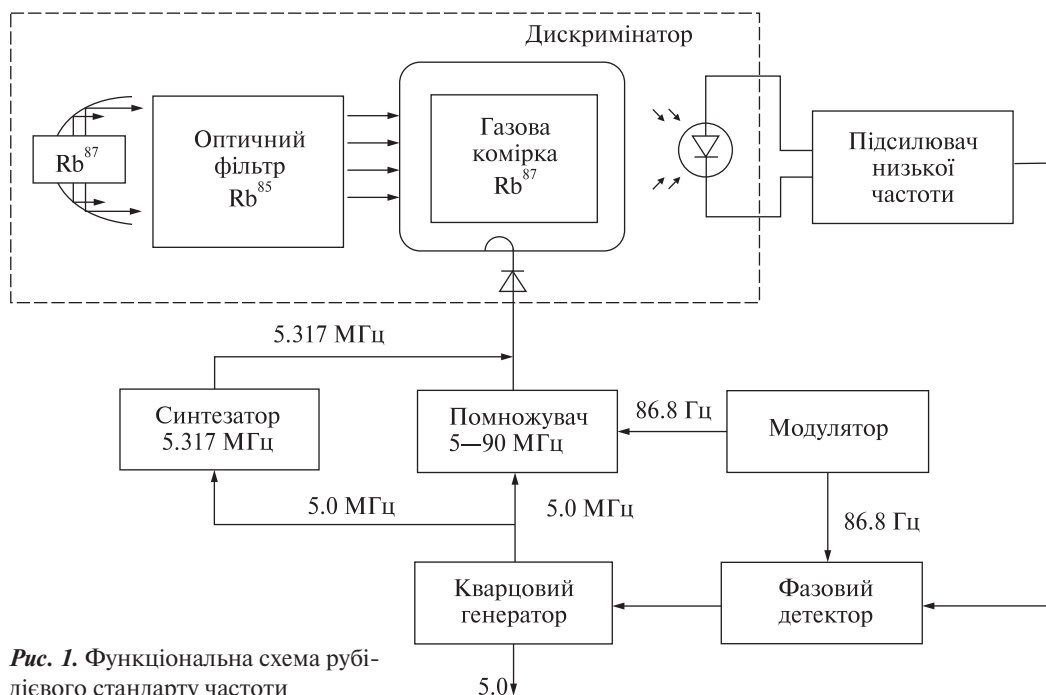 Дискримінатор
Rb87
Оптичний
фільтр
Rb85
Газова
комірка
Rb87
Підсилювач
низької
частоти
5.317 МГц
Синтезатор
5.317 МГц
Помножувач
5—90 МГц
86.8 Гц
Модулятор
5.0 МГц
5.0 МГц
86.8 Гц
Кварцовий
генератор
Фазовий
детектор
Рис. 1. Функціональна схема рубі-
дієвого стандарту частоти
5.0